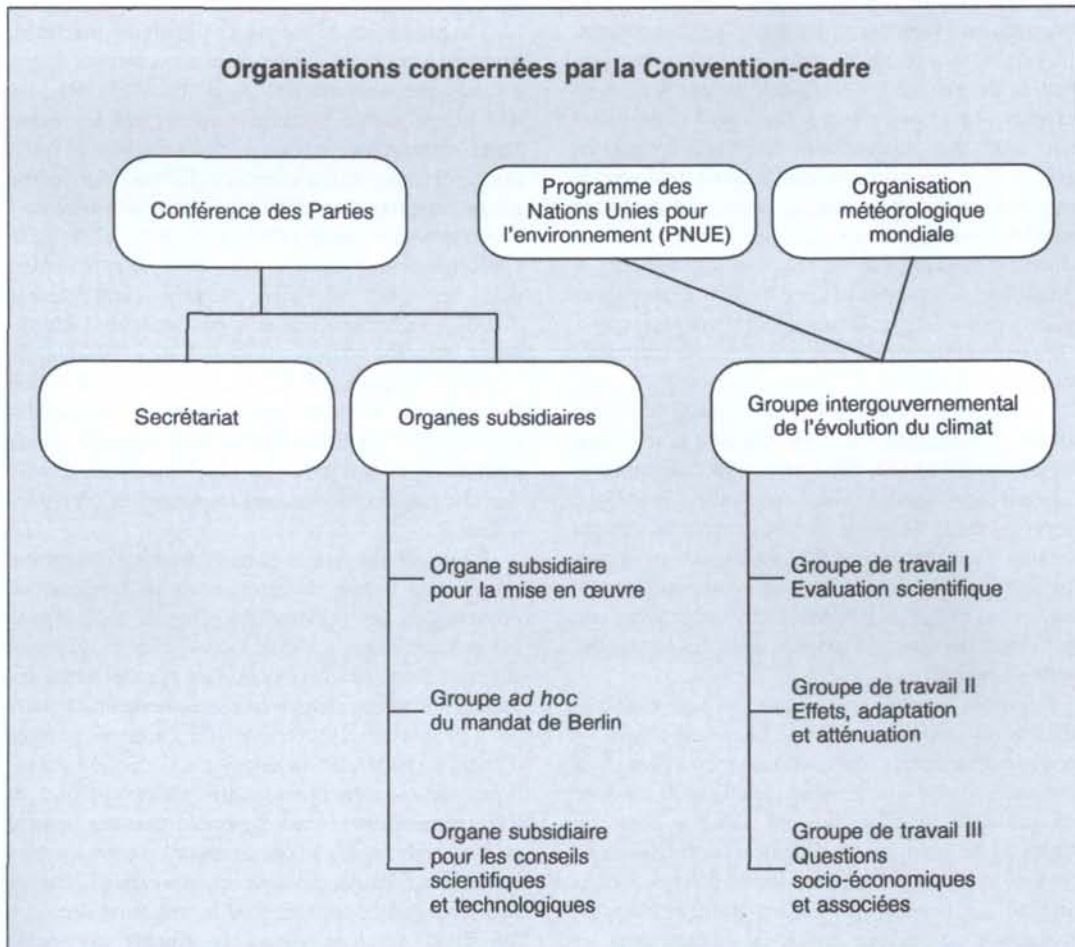 Organisations concernées par la Convention-cadre
Conférence des Parties
Programme des
Nations Unies pour
l'environnement (PNUE)
Organisation
météorologique
mondiale
Secrétariat
Organes subsidiaires
Groupe intergouvernemental
de l'évolution du climat
Organe subsidiaire
pour la mise en œuvre
Groupe ad hoc
du mandat de Berlin
Organe subsidiaire
pour les conseils
scientifiques
et technologiques
Groupe de travail I
Evaluation scientifique
Groupe de travail II
Effets, adaptation
et atténuation
Groupe de travail III
Questions
socio-économiques
et associées